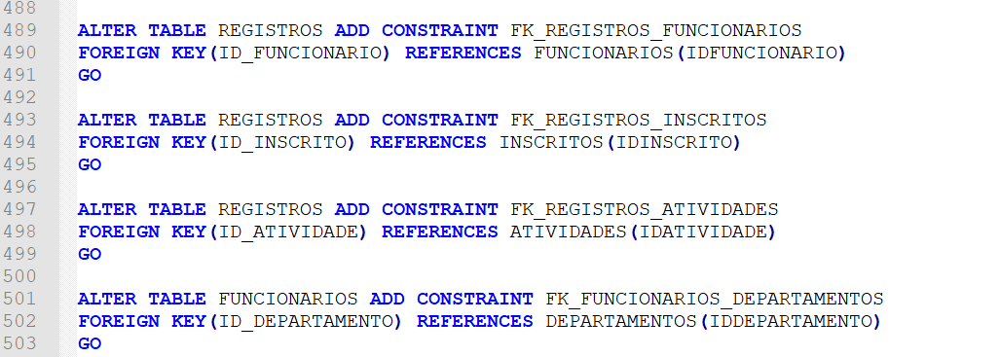 488
489 ALTER TABLE REGISTROS ADD CONSTRAINT FK_REGISTROS_FUNCIONARIOS
490 FOREIGN KEY(ID_FUNCIONARIO) REFERENCES FUNCIONARIOS(IDFUNCIONARIO)
491 GO
492
493 ALTER TABLE REGISTROS ADD CONSTRAINT FK_REGISTROS_INSCRITOS
494 FOREIGN KEY(ID_INSCRITO) REFERENCES INSCRITOS(IDINSCRITO)
495 GO
496
497 ALTER TABLE REGISTROS ADD CONSTRAINT FK_REGISTROS_ATIVIDADES
498 FOREIGN KEY(ID_ATIVIDADE) REFERENCES ATIVIDADES(IDATIVIDADE)
499 GO
500
501 ALTER TABLE FUNCIONARIOS ADD CONSTRAINT FK_FUNCIONARIOS_DEPARTAMENTOS
502 FOREIGN KEY(ID_DEPARTAMENTO) REFERENCES DEPARTAMENTOS(IDDEPARTAMENTO)
503 GO